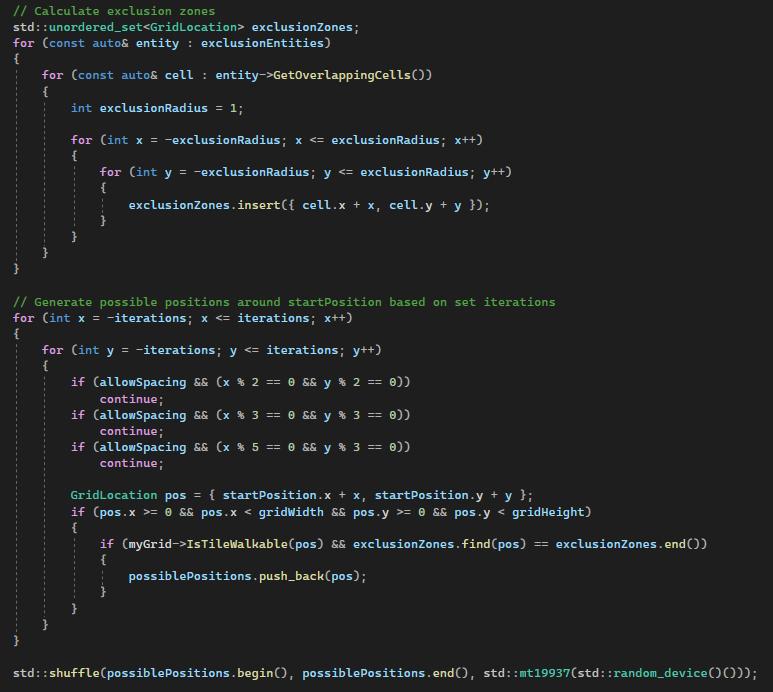 // Calculate exclusion zones
std::unordered_set<GridLocation> exclusionZones;
for (const auto& entity : exclusionEntities)
{
    for (const auto& cell : entity->GetOverlappingCells())
    {
        int exclusionRadius = 1;

        for (int x = -exclusionRadius; x <= exclusionRadius; x++)
        {
            for (int y = -exclusionRadius; y <= exclusionRadius; y++)
            {
                exclusionZones.insert({ cell.x + x, cell.y + y });
            }
        }
    }
}

// Generate possible positions around startPosition based on set iterations
for (int x = -iterations; x <= iterations; x++)
{
    for (int y = -iterations; y <= iterations; y++)
    {
        if (allowSpacing && (x % 2 == 0 && y % 2 == 0))
            continue;
        if (allowSpacing && (x % 3 == 0 && y % 3 == 0))
            continue;
        if (allowSpacing && (x % 5 == 0 && y % 3 == 0))
            continue;

        GridLocation pos = { startPosition.x + x, startPosition.y + y };
        if (pos.x >= 0 && pos.x < gridWidth && pos.y >= 0 && pos.y < gridHeight)
        {
            if (myGrid->IsTileWalkable(pos) && exclusionZones.find(pos) == exclusionZones.end())
            {
                possiblePositions.push_back(pos);
            }
        }
    }
}

std::shuffle(possiblePositions.begin(), possiblePositions.end(), std::mt19937(std::random_device()()));